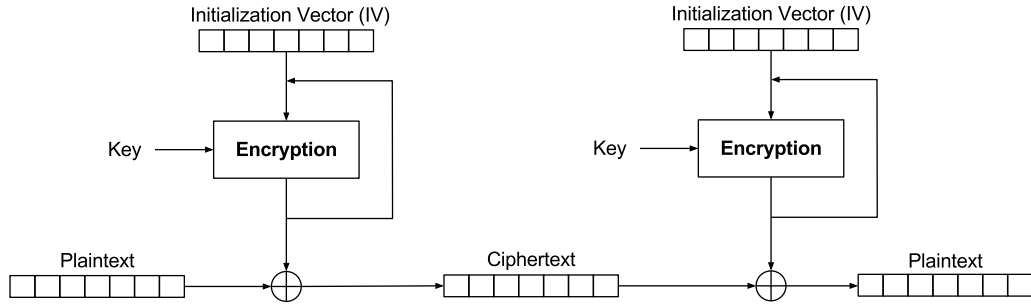 Initialization Vector (IV)
Initialization Vector (IV)
Key
Encryption
Key
Encryption
Plaintext
Ciphertext
Plaintext